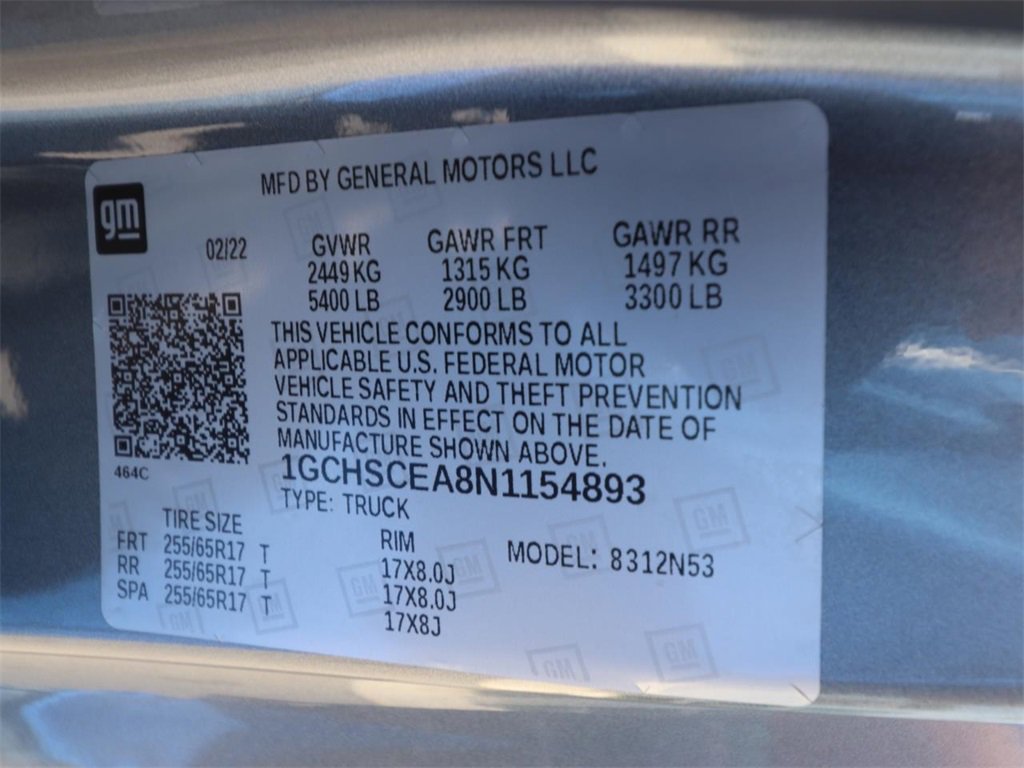 MFD BY GENERAL MOTORS LLC
gm
02/22
GVWR GAWR FRT GAWR RR
2449 KG 1315 KG 1497 KG
5400 LB 2900 LB 3300 LB
THIS VEHICLE CONFORMS TO ALL
APPLICABLE U.S. FEDERAL MOTOR
VEHICLE SAFETY AND THEFT PREVENTION
STANDARDS IN EFFECT ON THE DATE OF
MANUFACTURE SHOWN ABOVE.
464C
1GCHSCEA8N1154893
TYPE: TRUCK
TIRE SIZE RIM MODEL: 8312N53
FRT 255/65R17 T 17X8.0J
RR 255/65R17 T 17X8.0J
SPA 255/65R17 T 17X8J